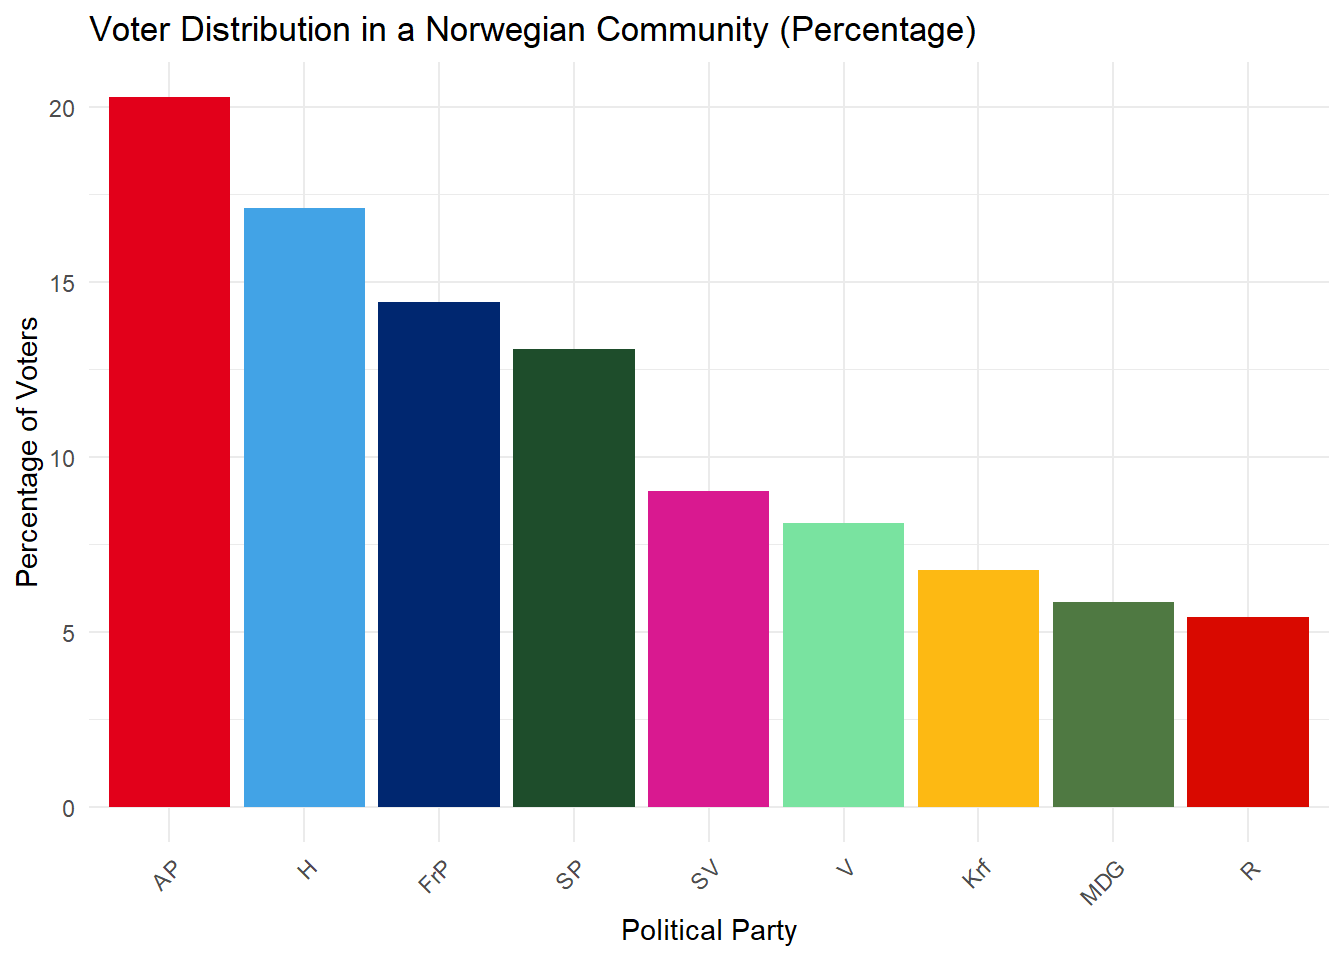 Voter Distribution in a Norwegian Community (Percentage)
Percentage of Voters
20
15
10
5
0
AP
H
FrP
SP
SV
V
Krf
MDG
R
Political Party